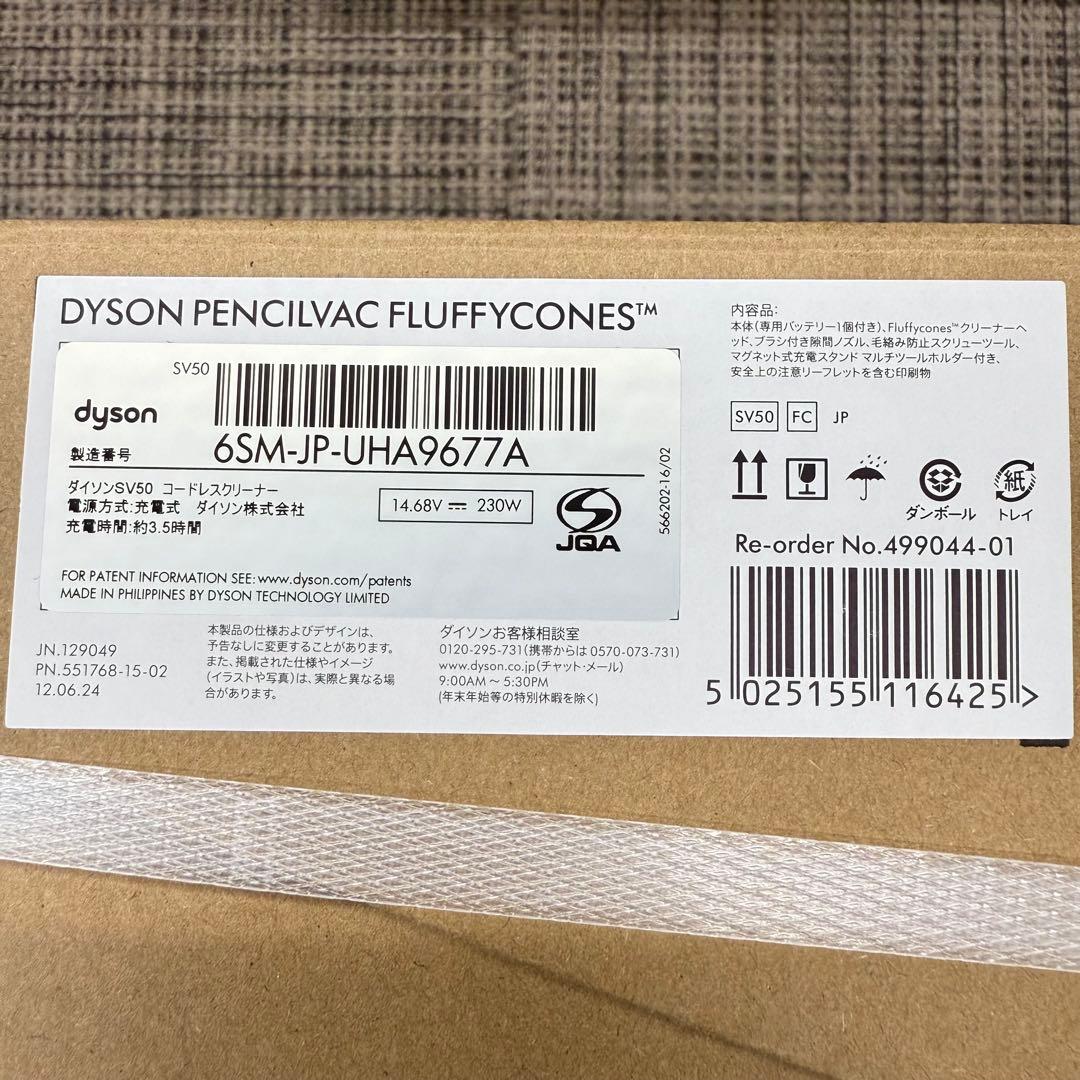 DYSON PENCILVAC FLUFFYCONES™
SV50
dyson
製造番号
6SM-JP-UHA9677A
ダイソンSV50 コードレスクリーナー
電源方式:充電式 ダイソン株式会社
充電時間:約3.5時間
14.68V ⎓ 230W
JQA
566202-16/02
FOR PATENT INFORMATION SEE: www.dyson.com/patents
MADE IN PHILIPPINES BY DYSON TECHNOLOGY LIMITED
JN.129049
PN.551768-15-02
12.06.24
本製品の仕様およびデザインは、
予告なしに変更することがあります。
また、掲載された仕様やイメージ
(イラストや写真)は、実際と異なる場
合があります。
ダイソンお客様相談室
0120-295-731(携帯からは 0570-073-731)
www.dyson.co.jp(チャット・メール)
9:00AM~5:30PM
(年末年始等の特別休暇を除く)
内容品:
本体(専用バッテリー1個付き)、Fluffycones™クリーナーヘ
ッド、ブラシ付き隙間ノズル、毛絡み防止スクリューツール、
マグネット式充電スタンド マルチツールホルダー付き、
安全上の注意リーフレットを含む印刷物
SV50 FC JP
紙
ダンボール トレイ
Re-order No.499044-01
5 025155 116425 >